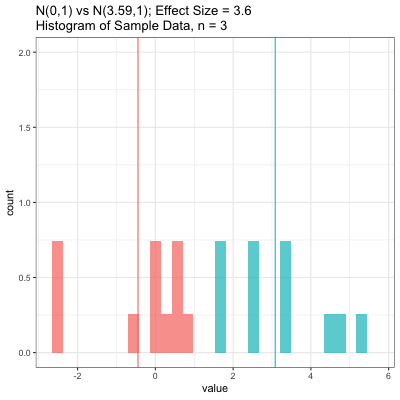 N(0,1) vs N(3.59,1); Effect Size = 3.6
Histogram of Sample Data, n = 3
2.0
1.5
1.0
0.5
0.0
count
-2 0 2 4 6
value